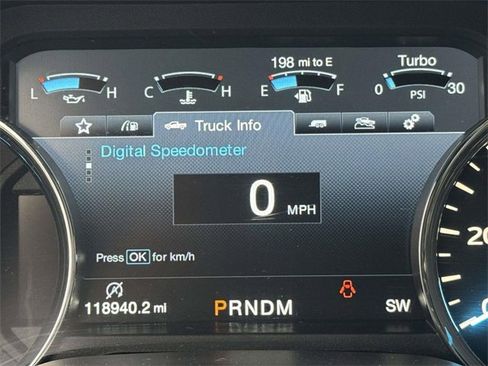 198 mi to E
Turbo
L H
C H
E F
0 PSI 30
Truck Info
Digital Speedometer
0 MPH
Press OK for km/h
118940.2 mi
PRNDM
SW